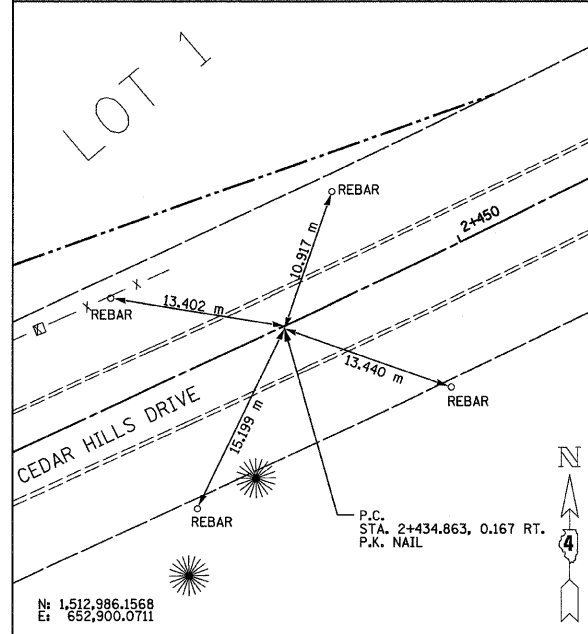 LOT 1
REBAR
2+450
10.917 m
13.402 m
REBAR
13.440 m
REBAR
15.199 m
CEDAR HILLS DRIVE
REBAR
P.C.
STA. 2+434.863, 0.167 RT.
P.K. NAIL
N
4
N: 1,512,986.1568
E: 652,900.0711